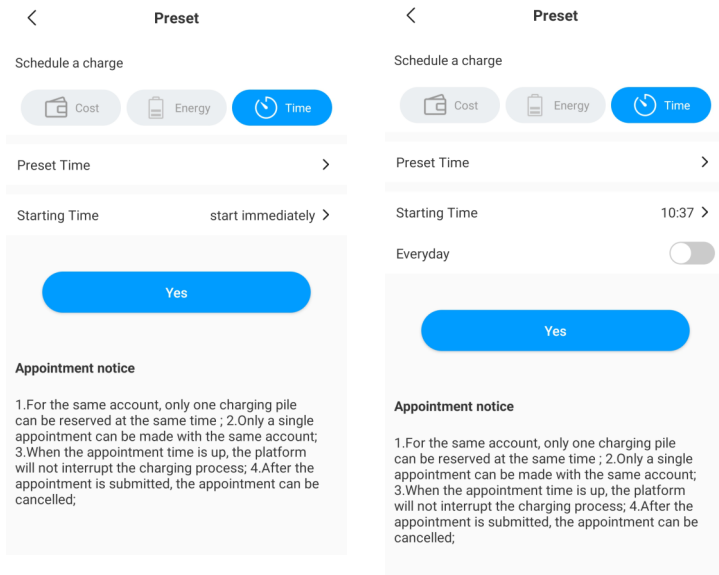 Preset
Schedule a charge
Cost Energy Time
Preset Time
Starting Time start immediately
Yes
Appointment notice
1.For the same account, only one charging pile
can be reserved at the same time ; 2.Only a single
appointment can be made with the same account;
3.When the appointment time is up, the platform
will not interrupt the charging process; 4.After the
appointment is submitted, the appointment can be
cancelled;
Preset
Schedule a charge
Cost Energy Time
Preset Time
Starting Time 10:37
Everyday
Yes
Appointment notice
1.For the same account, only one charging pile
can be reserved at the same time ; 2.Only a single
appointment can be made with the same account;
3.When the appointment time is up, the platform
will not interrupt the charging process; 4.After the
appointment is submitted, the appointment can be
cancelled;